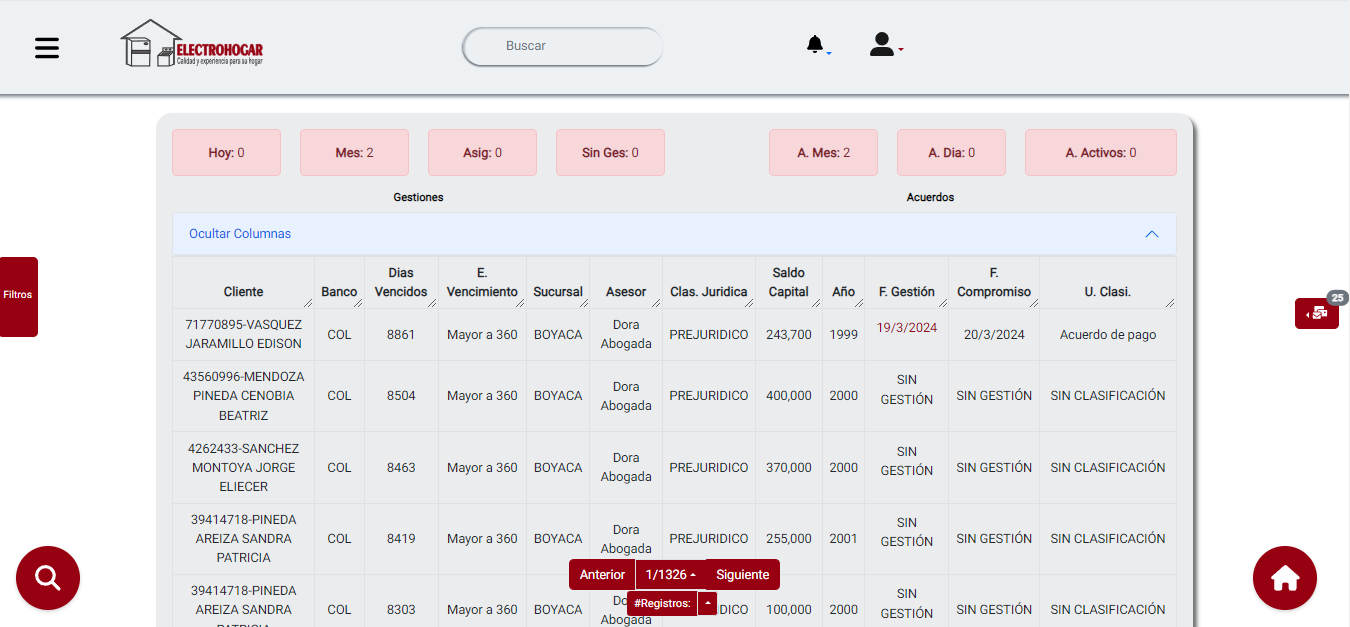 ELECTROHOGAR
Calidad y experiencia para su hogar
Buscar
Hoy: 0
Mes: 2
Asig: 0
Sin Ges: 0
A. Mes: 2
A. Dia: 0
A. Activos: 0
Gestiones
Acuerdos
Ocultar Columnas
Filtros
25
Cliente Banco Dias Vencidos E. Vencimiento Sucursal Asesor Clas. Juridica Saldo Capital Año F. Gestión F. Compromiso U. Clasi.
71770895-VASQUEZ JARAMILLO EDISON COL 8861 Mayor a 360 BOYACA Dora Abogada PREJURIDICO 243,700 1999 19/3/2024 20/3/2024 Acuerdo de pago
43560996-MENDOZA PINEDA CENOBIA BEATRIZ COL 8504 Mayor a 360 BOYACA Dora Abogada PREJURIDICO 400,000 2000 SIN GESTIÓN SIN GESTIÓN SIN CLASIFICACIÓN
4262433-SANCHEZ MONTOYA JORGE ELIECER COL 8463 Mayor a 360 BOYACA Dora Abogada PREJURIDICO 370,000 2000 SIN GESTIÓN SIN GESTIÓN SIN CLASIFICACIÓN
39414718-PINEDA AREIZA SANDRA PATRICIA COL 8419 Mayor a 360 BOYACA Dora Abogada PREJURIDICO 255,000 2001 SIN GESTIÓN SIN GESTIÓN SIN CLASIFICACIÓN
39414718-PINEDA AREIZA SANDRA COL 8303 Mayor a 360 BOYACA Abogada 100,000 2000 SIN GESTIÓN SIN GESTIÓN SIN CLASIFICACIÓN
Anterior 1/1326 Siguiente
#Registros: